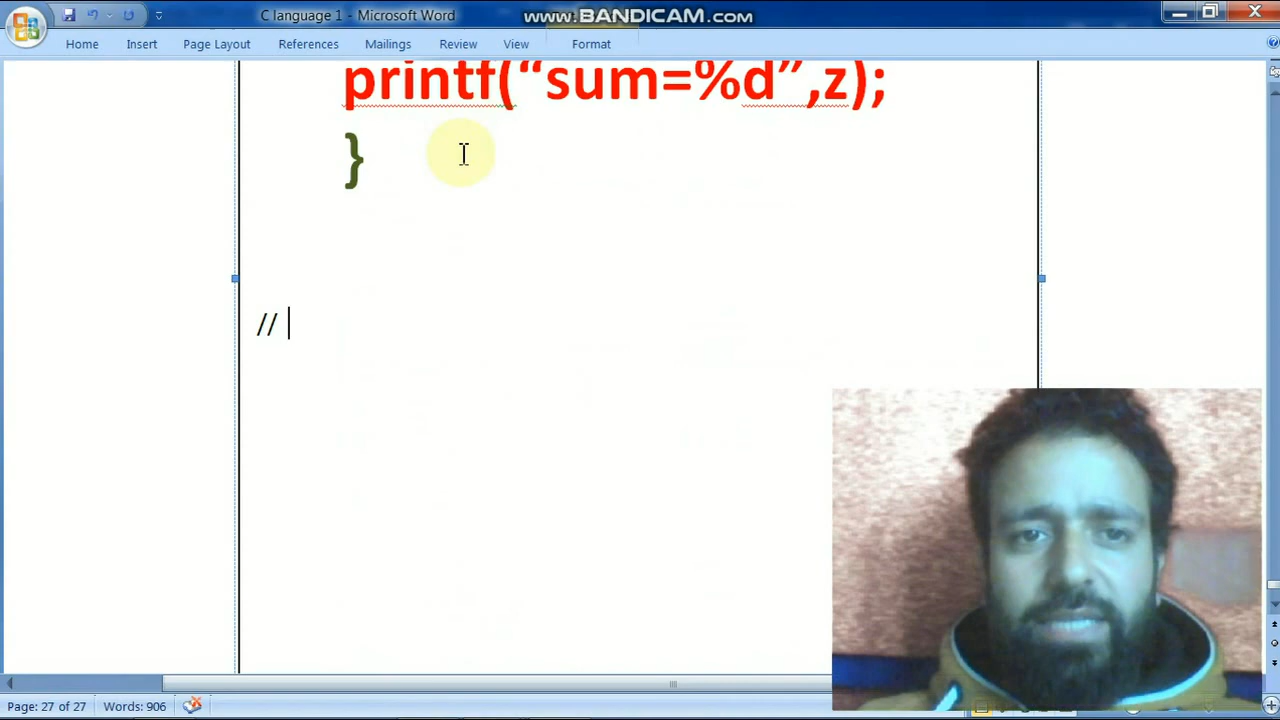 C language 1 - Microsoft Word
www.BANDICAM.com
Home Insert Page Layout References Mailings Review View Format
printf(“sum=%d”,z);
}
//
Page: 27 of 27 Words: 906